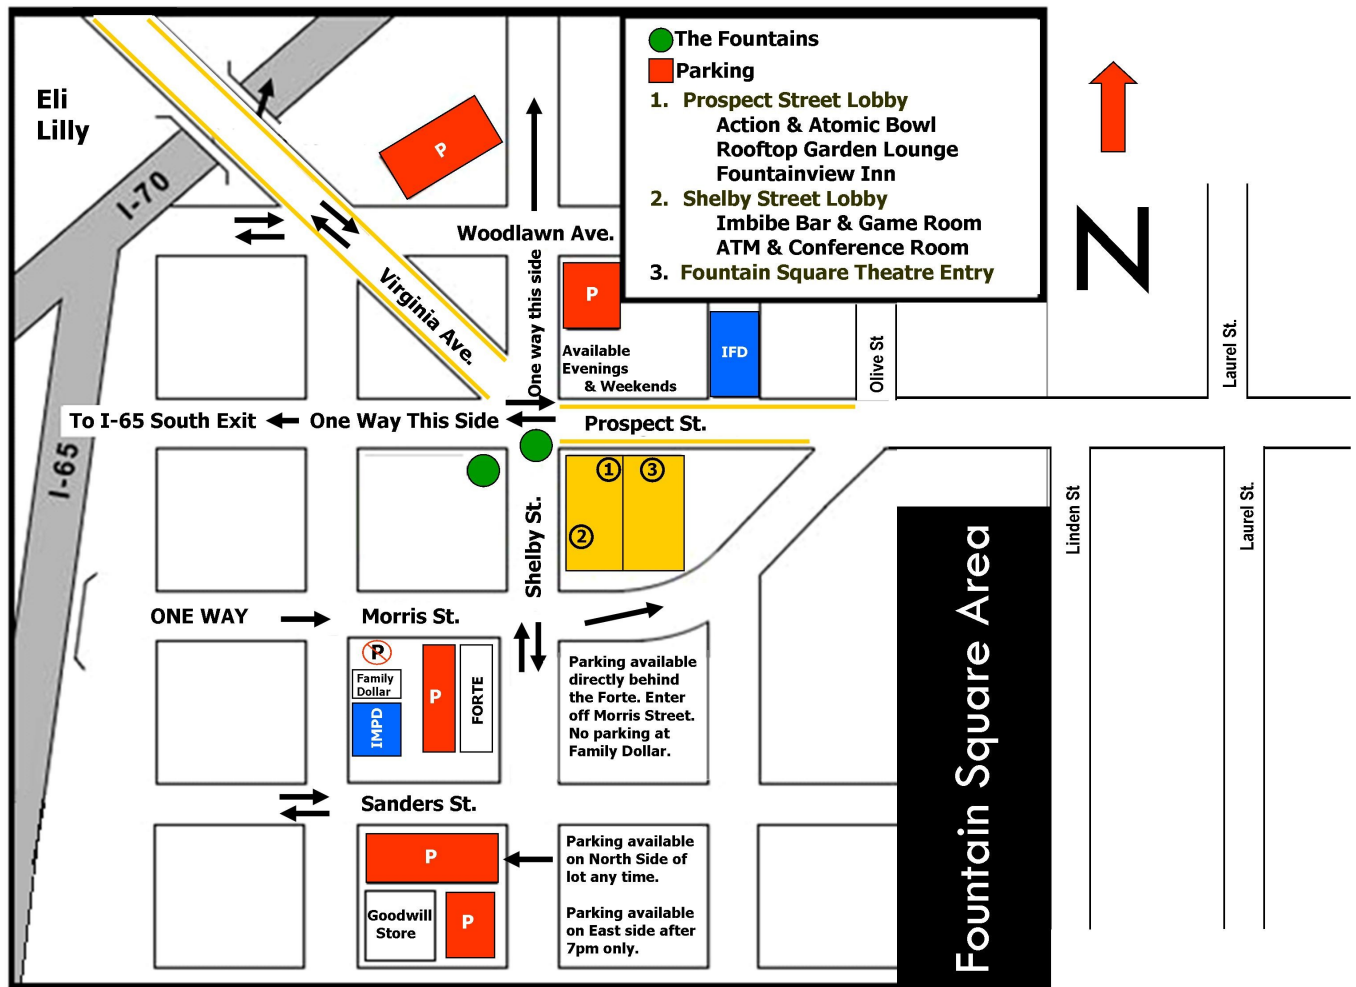 The Fountains
Parking
1. Prospect Street Lobby
Action & Atomic Bowl
Rooftop Garden Lounge
Fountainview Inn
2. Shelby Street Lobby
Imbibe Bar & Game Room
ATM & Conference Room
3. Fountain Square Theatre Entry
N
Eli
Lilly
I-70
P
Woodlawn Ave.
Virginia Ave.
One way this side
P
Available
Evenings
& Weekends
IFD
Olive St
Laurel St.
To I-65 South Exit
One Way This Side
Prospect St.
I-65
1
3
2
Shelby St.
Linden St
Laurel St.
ONE WAY
Morris St.
P
Family
Dollar
IMPD
P
FORTE
Parking available
directly behind
the Forte. Enter
off Morris Street.
No parking at
Family Dollar.
Fountain Square Area
Sanders St.
P
Parking available
on North Side of
lot any time.
Goodwill
Store
P
Parking available
on East side after
7pm only.